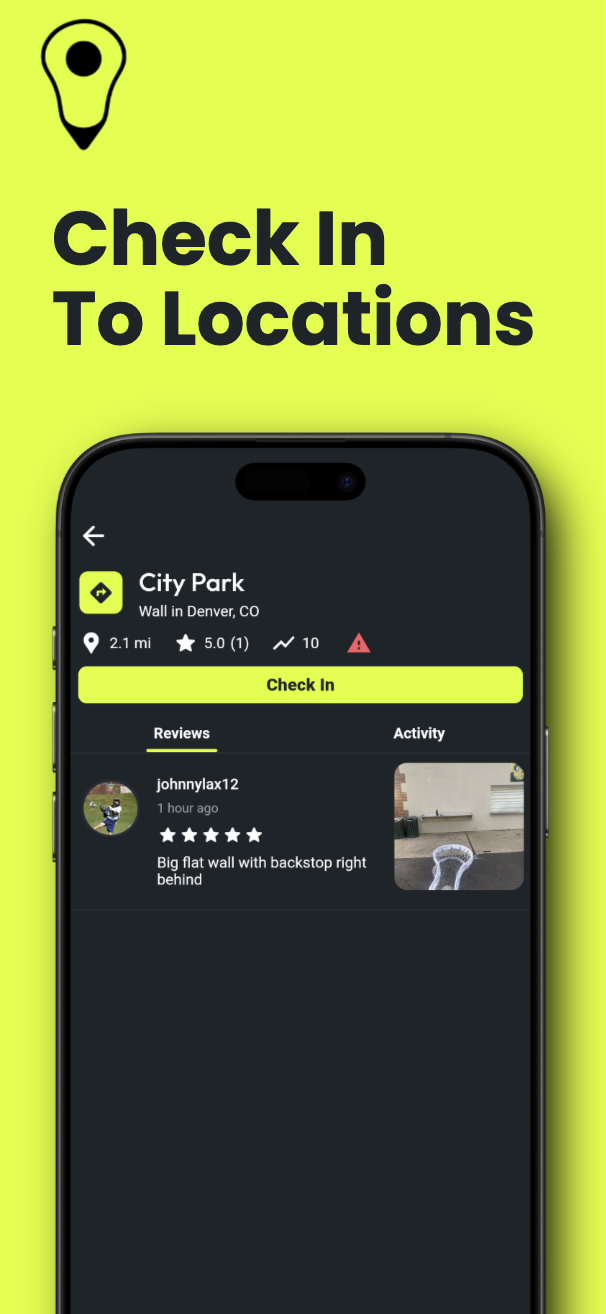 Check In
To Locations
City Park
Wall in Denver, CO
2.1 mi 5.0 (1) 10
Check In
Reviews Activity
johnnylax12
1 hour ago
Big flat wall with backstop right
behind